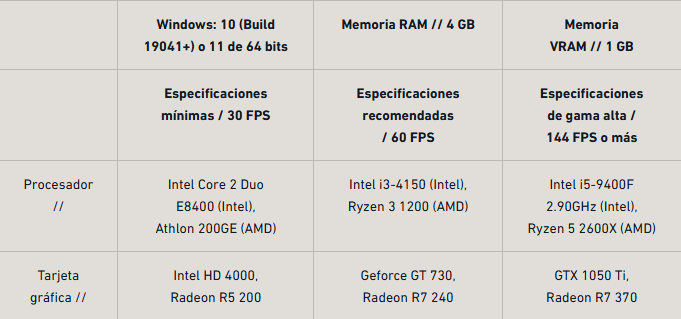 Windows: 10 (Build
19041+) o 11 de 64 bits
Memoria RAM // 4 GB
Memoria
VRAM // 1 GB
Especificaciones
mínimas / 30 FPS
Especificaciones
recomendadas
/ 60 FPS
Especificaciones
de gama alta /
144 FPS o más
Procesador
//
Intel Core 2 Duo
E8400 (Intel),
Athlon 200GE (AMD)
Intel i3-4150 (Intel),
Ryzen 3 1200 (AMD)
Intel i5-9400F
2.90GHz (Intel),
Ryzen 5 2600X (AMD)
Tarjeta
gráfica //
Intel HD 4000,
Radeon R5 200
Geforce GT 730,
Radeon R7 240
GTX 1050 Ti,
Radeon R7 370